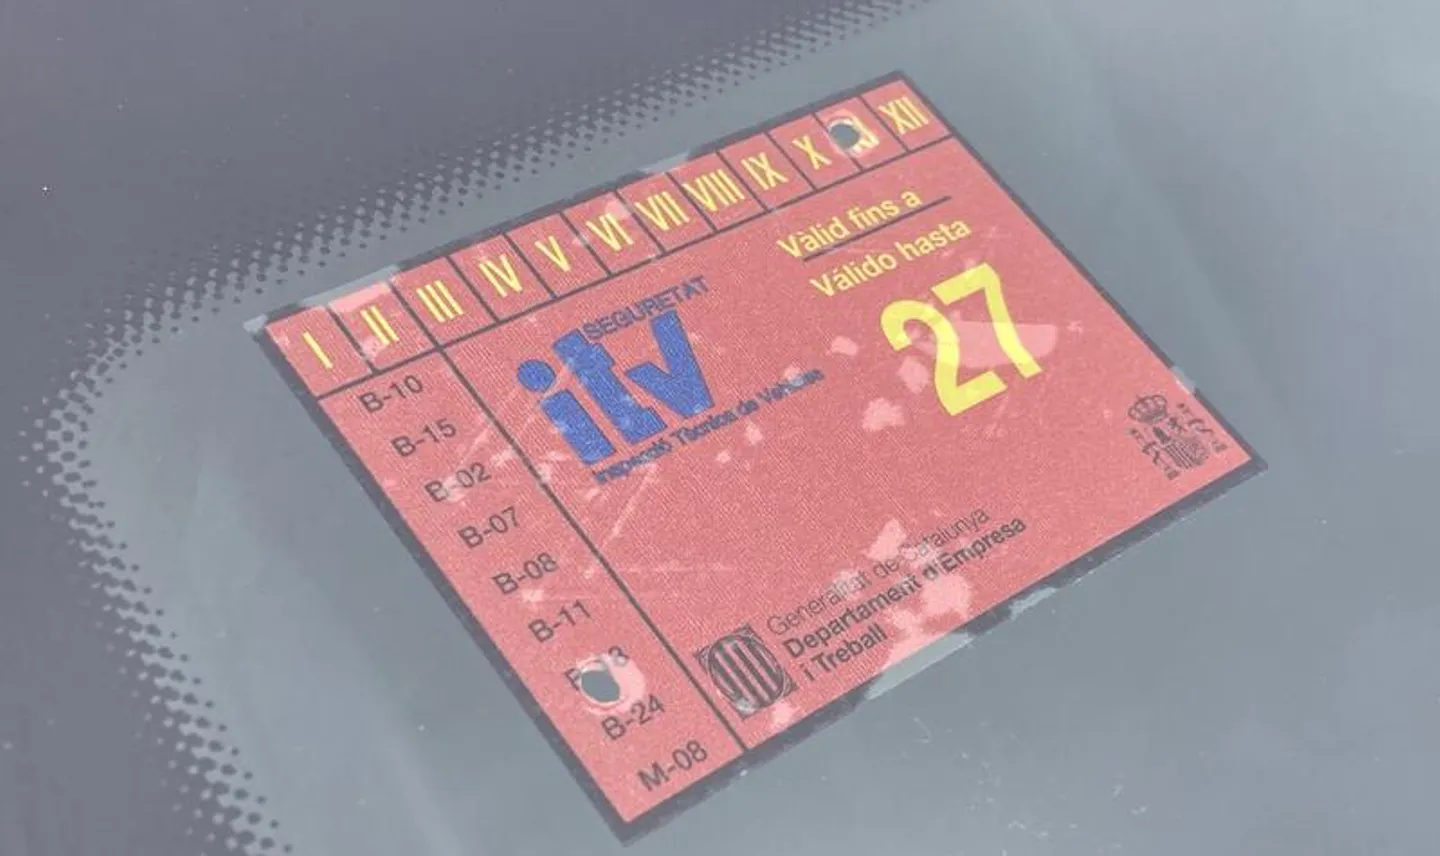 I II III IV V VI VII VIII IX X XII
Vàlid fins a
Válido hasta
27
SEGURETAT
itv
Inspecció Tècnica de Vehicles
B-10
B-15
B-02
B-07
B-08
B-11
B-24
M-08
Generalitat de Catalunya
Departament d'Empresa
i Treball